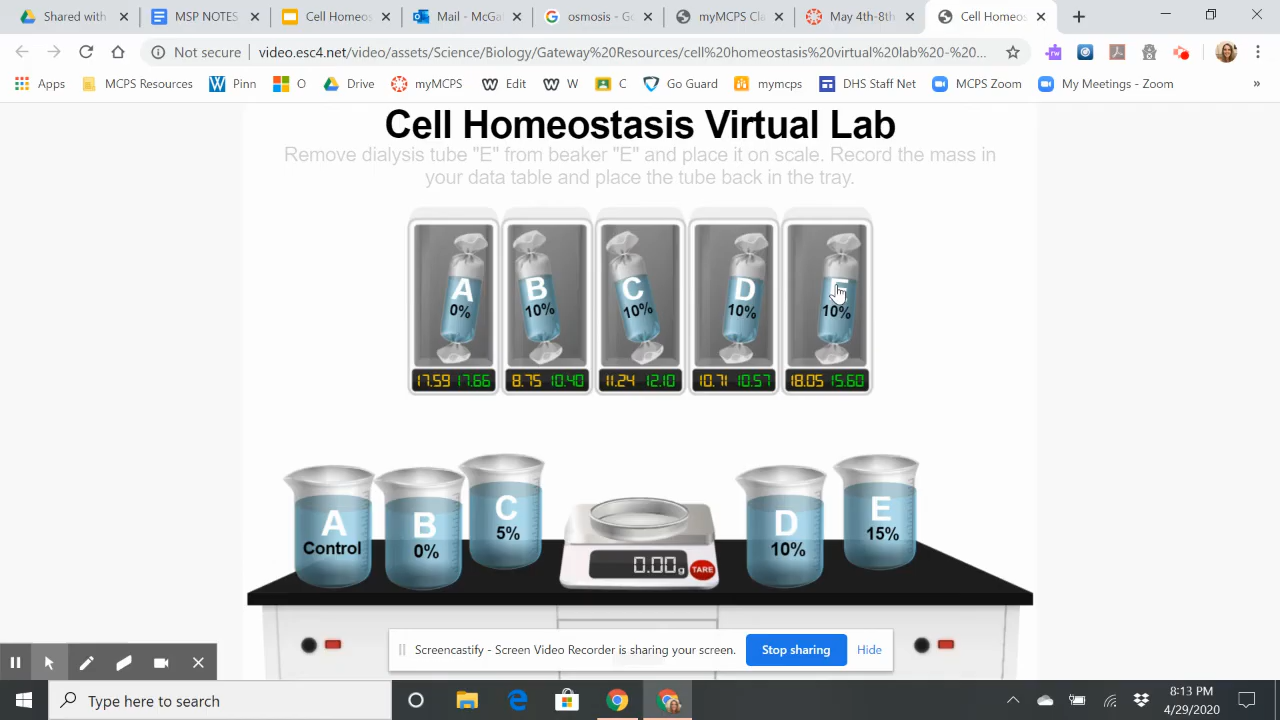 Shared with
MSP NOTES
Cell Homeos
Mail - McGa
osmosis - Go
myMCPS Cla
May 4th-8th
Cell Homeos
Not secure
video.esc4.net/video/assets/Science/Biology/Gateway%20Resources/cell%20homeostasis%20virtual%20lab%20-%20...
Apps
MCPS Resources
Pinn
O
Drive
myMCPS
Edit
W
C
Go Guard
mymcps
DHS Staff Net
MCPS Zoom
My Meetings - Zoom
»
Cell Homeostasis Virtual Lab
Remove dialysis tube "E" from beaker "E" and place it on scale. Record the mass in
your data table and place the tube back in the tray.
A
0%
B
10%
C
10%
D
10%
E
10%
17.59 17.66
8.75 10.40
11.24 12.10
10.71 10.57
18.05 15.60
A
Control
B
0%
C
5%
0.00g
TARE
D
10%
E
15%
Screencastify - Screen Video Recorder is sharing your screen.
Stop sharing
Hide
Type here to search
8:13 PM
4/29/2020